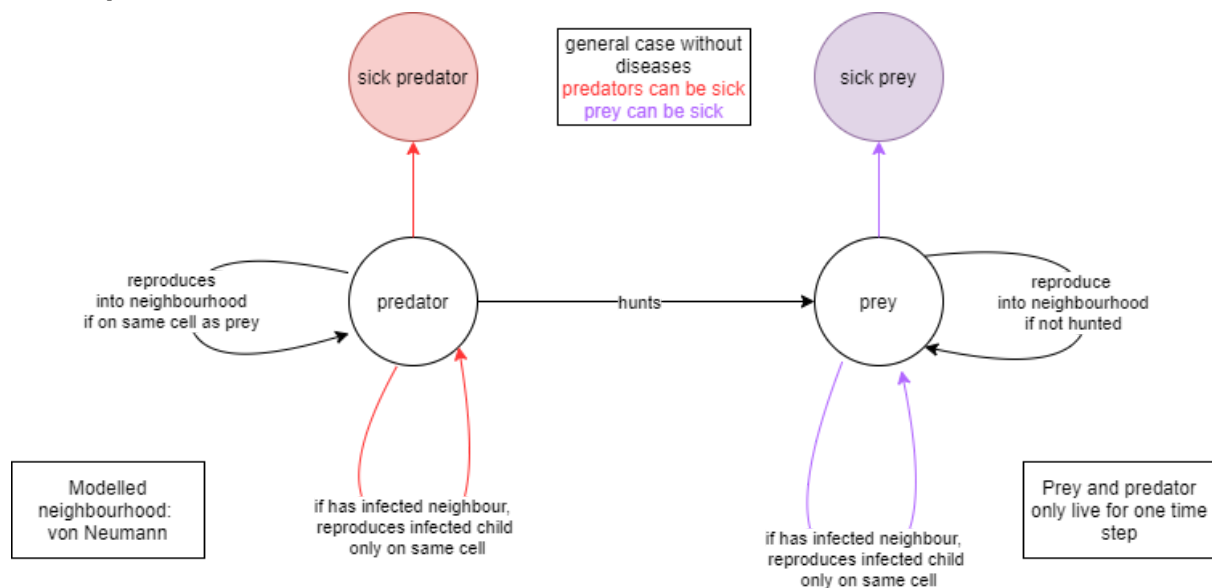 sick predator
general case without
diseases
predators can be sick
prey can be sick
sick prey
reproduces
into neighbourhood
if on same cell as prey
predator
hunts
prey
reproduce
into neighbourhood
if not hunted
Modelled
neighbourhood:
von Neumann
if has infected neighbour,
reproduces infected child
only on same cell
if has infected neighbour,
reproduces infected child
only on same cell
Prey and predator
only live for one time
step